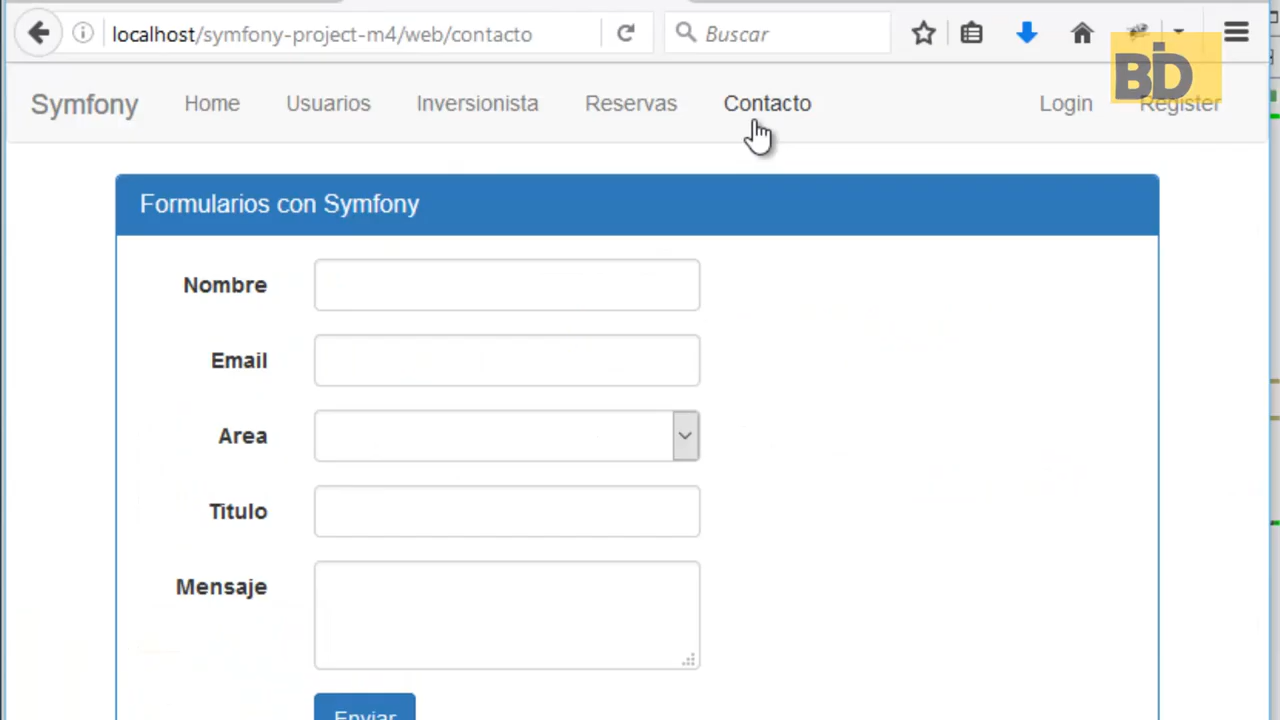 localhost/symfony-project-m4/web/contacto
Buscar
BID
Symfony Home Usuarios Inversionista Reservas Contacto Login Register
Formularios con Symfony
Nombre
Email
Area
Titulo
Mensaje
Enviar